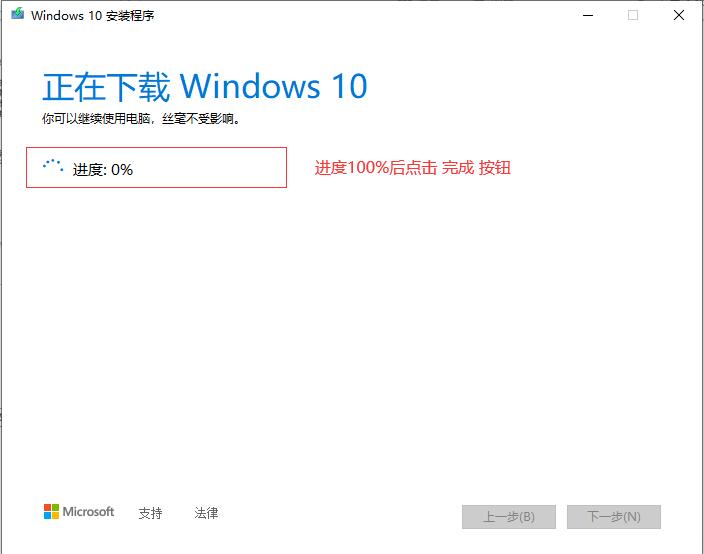 Windows 10 安装程序
正在下载 Windows 10
你可以继续使用电脑，丝毫不受影响。
进度: 0%
进度100%后点击 完成 按钮
Microsoft 支持 法律
上一步(B) 下一步(N)